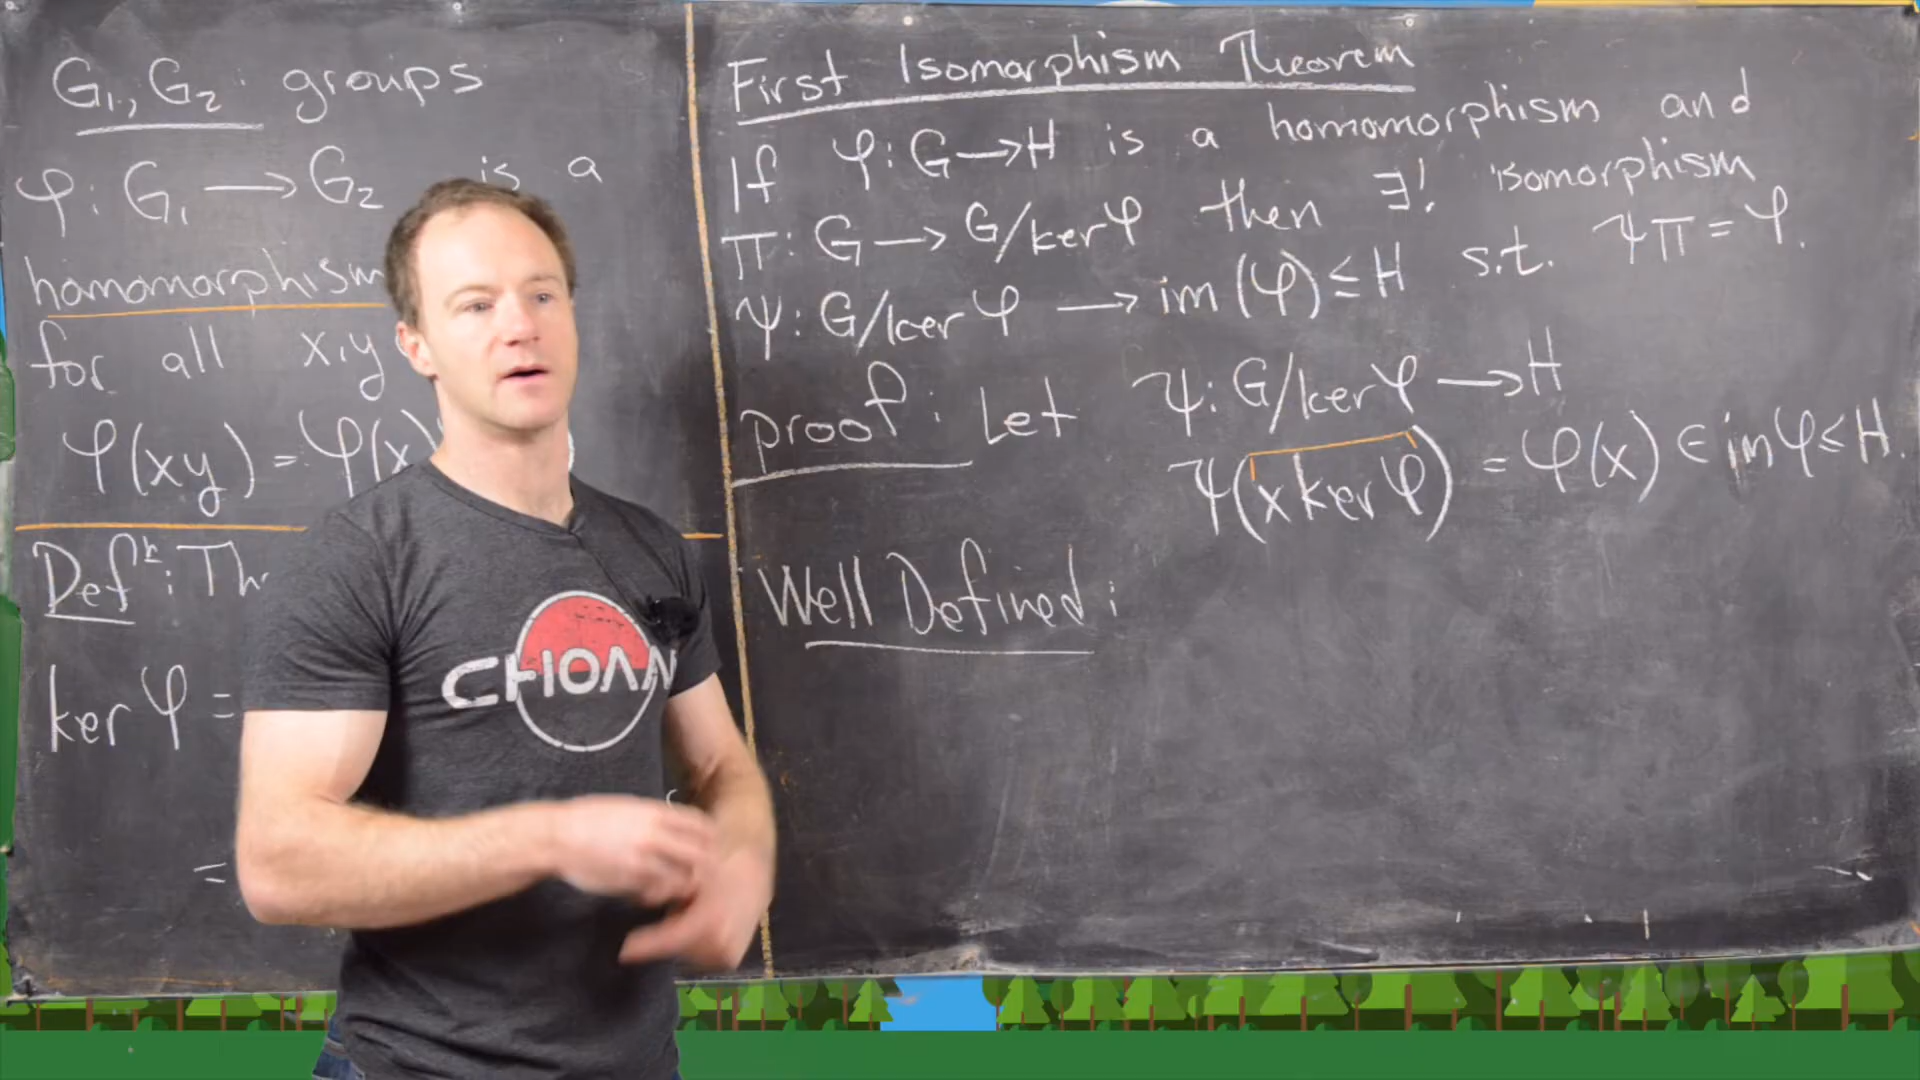 G₁, G₂ : groups
φ : G₁ → G₂ is a
homomorphism
for all x,y
φ(xy) = φ(x)
Defⁿ : Th
ker φ =
=
First Isomorphism Theorem
If φ : G → H is a homomorphism and
π : G → G/ker φ then ∃! isomorphism
ψ : G/ker φ → im (φ) ≤ H s.t. ψπ = φ.
proof : Let ψ : G/ker φ → H
ψ(x ker φ) = φ(x) ∈ im φ ≤ H.
Well Defined :
CHOAN